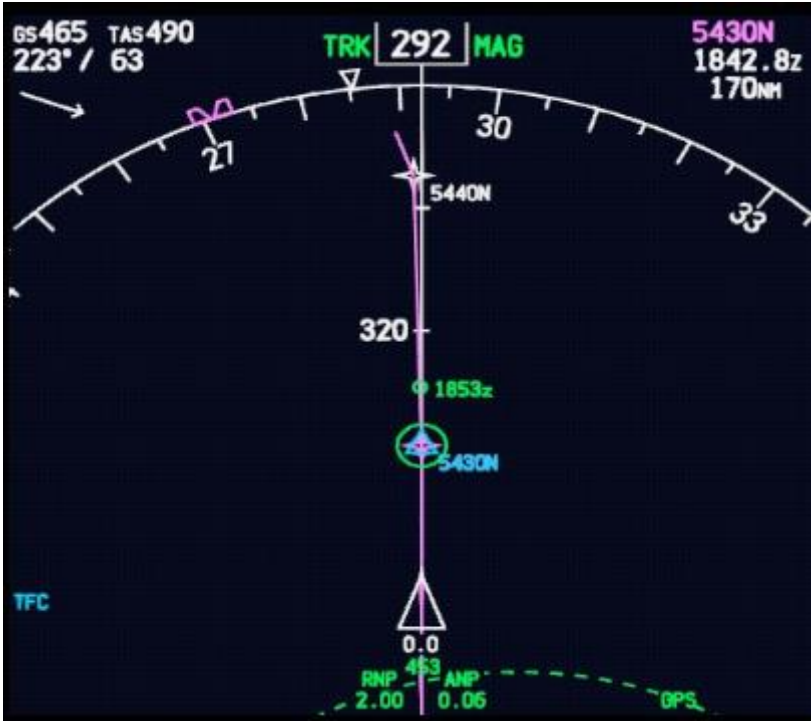 GS465 TAS490
223°/ 63
TRK 292 MAG
5430N
1842.8z
170NM
27
30
33
5440N
320
1853z
5430N
TFC
0.0
453
RNP ANP
2.00 0.06
GPS